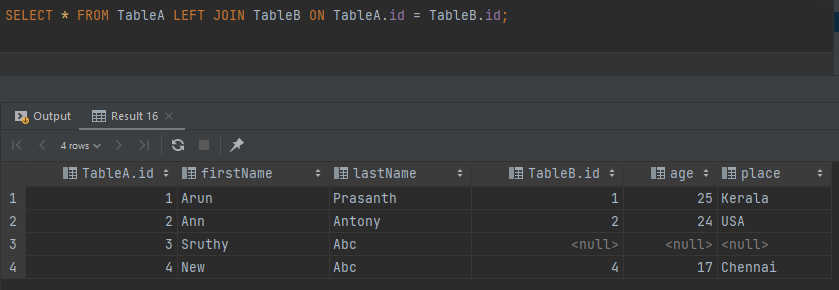 SELECT * FROM TableA LEFT JOIN TableB ON TableA.id = TableB.id;
Output Result 16
4 rows
TableA.id firstName lastName TableB.id age place
1 1 Arun Prasanth 1 25 Kerala
2 2 Ann Antony 2 24 USA
3 3 Sruthy Abc <null> <null> <null>
4 4 New Abc 4 17 Chennai